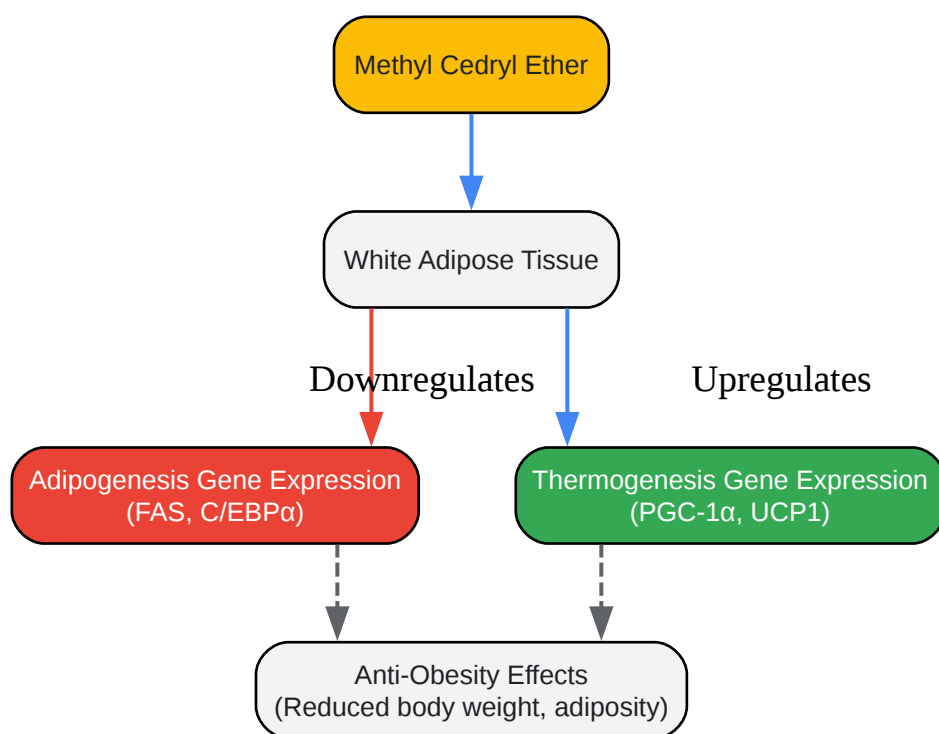 Methyl Cedryl Ether
White Adipose Tissue
Downregulates
Upregulates
Adipogenesis Gene Expression
(FAS, C/EBPα)
Thermogenesis Gene Expression
(PGC-1α, UCP1)
Anti-Obesity Effects
(Reduced body weight, adiposity)